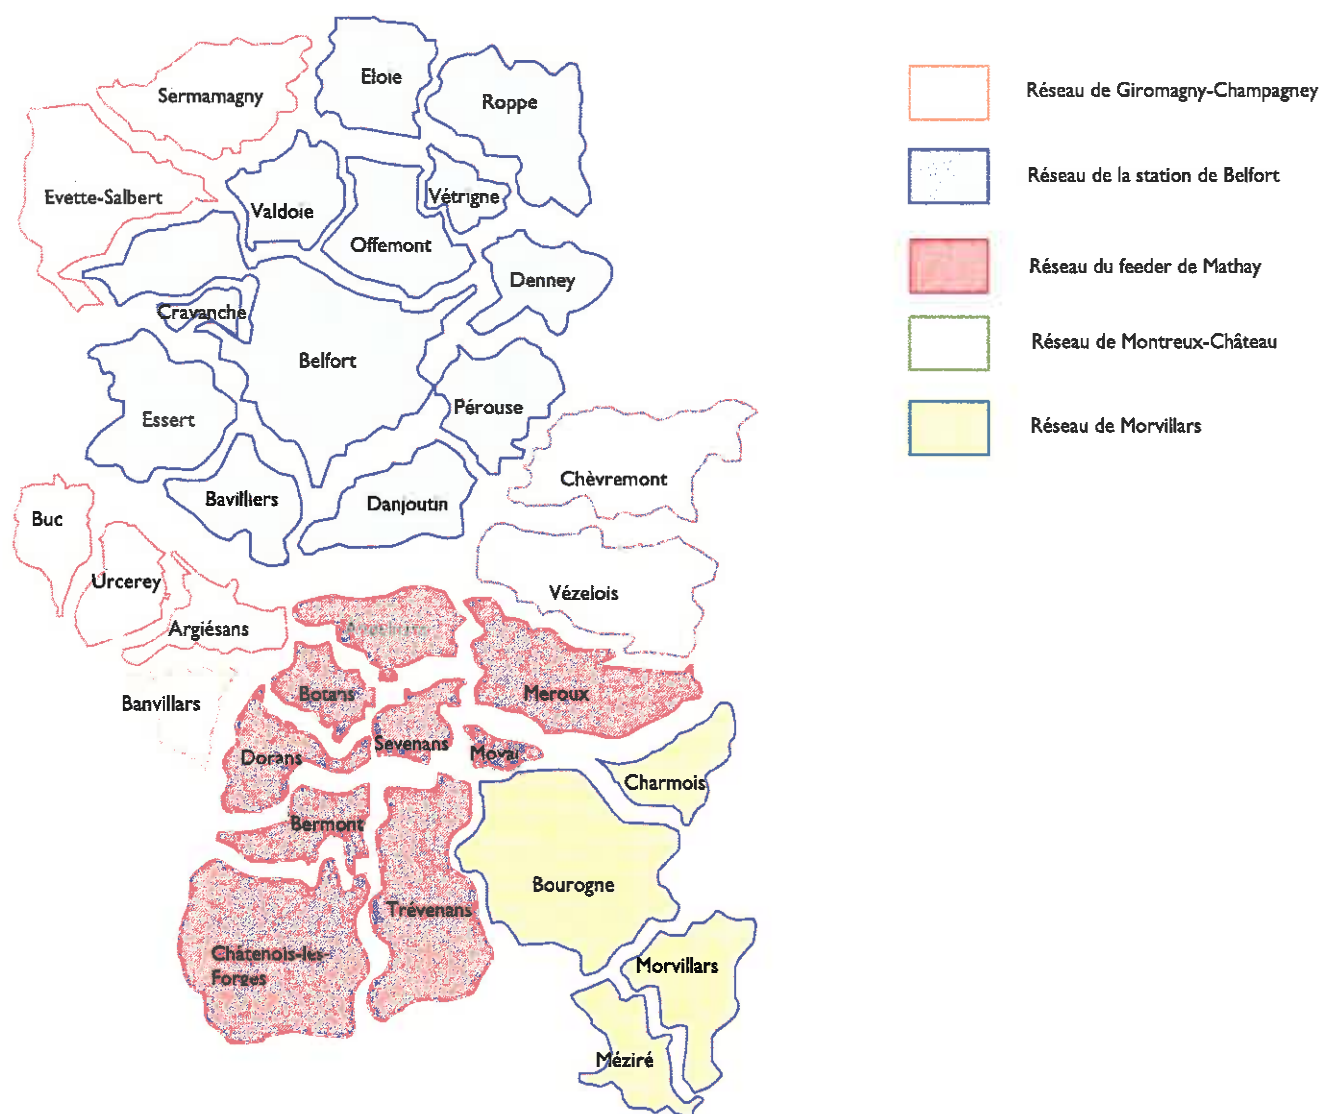 Eloie
Sermamagny
Roppe
Evette-Salbert
Vétrigne
Valdoie
Offemont
Denney
Cravanche
Belfort
Pérouse
Essert
Chèvremont
Bavilliers
Danjoutin
Buc
Urcerey
Vézelois
Argiésans
Botans
Meroux
Banvillars
Sevenans
Moval
Dorans
Charmois
Bermont
Bourogne
Trévenans
Châtenois-les-
Forges
Morvillars
Méziré
Réseau de Giromagny-Champagney
Réseau de la station de Belfort
Réseau du feeder de Mathay
Réseau de Montreux-Château
Réseau de Morvillars